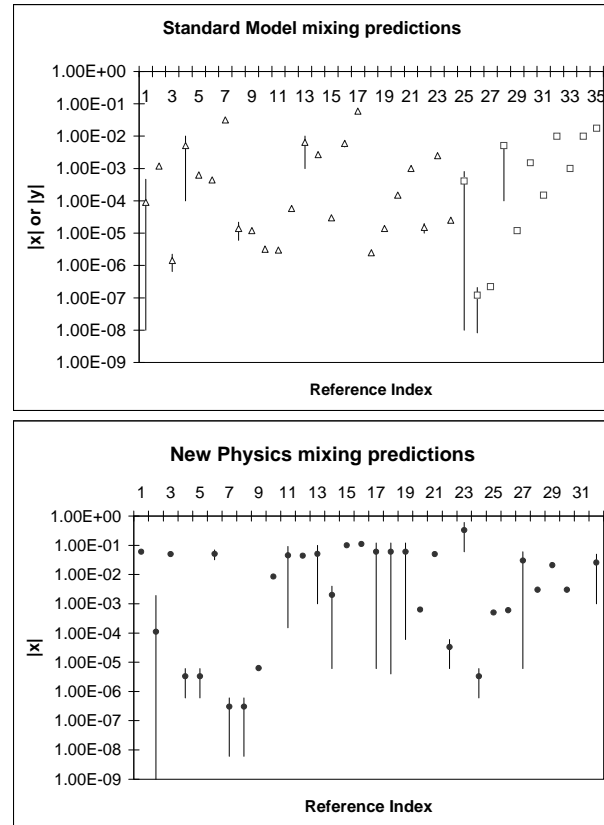 Standard Model mixing predictions
1.00E+00
1 3 5 7 9 11 13 15 17 19 21 23 25 27 29 31 33 35
1.00E-01
1.00E-02
1.00E-03
1.00E-04
1.00E-05
1.00E-06
1.00E-07
1.00E-08
1.00E-09
|x| or |y|
Reference Index
New Physics mixing predictions
1 3 5 7 9 11 13 15 17 19 21 23 25 27 29 31
1.00E+00
1.00E-01
1.00E-02
1.00E-03
1.00E-04
1.00E-05
1.00E-06
1.00E-07
1.00E-08
1.00E-09
|x|
Reference Index